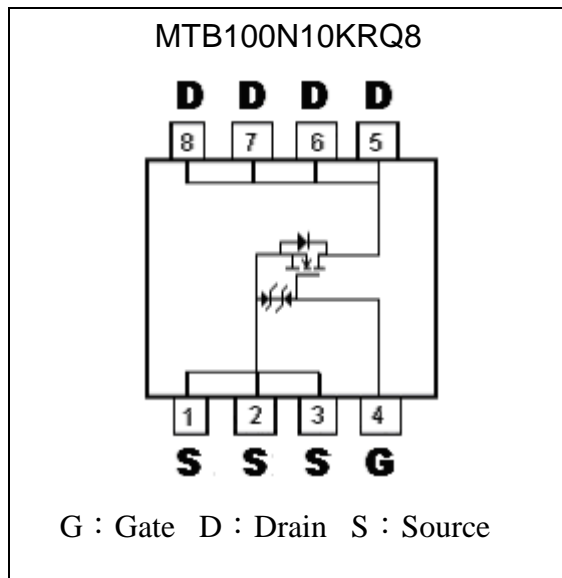 MTB100N10KRQ8
D D D D
8 7 6 5
1 2 3 4
S S S G
G：Gate D：Drain S：Source